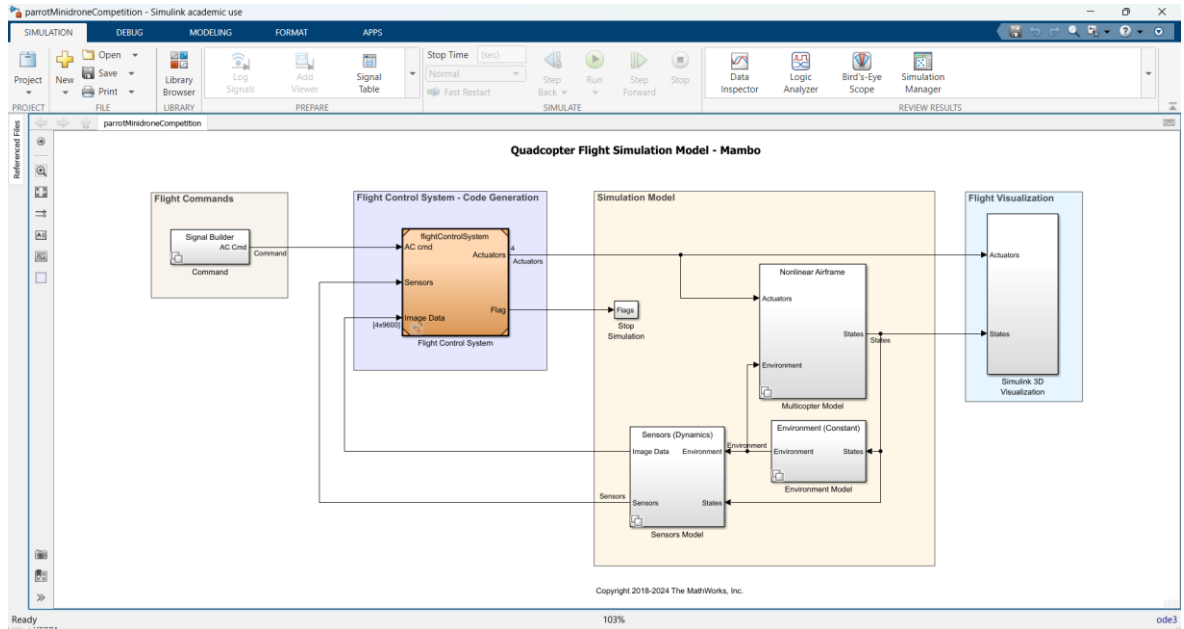 parrotMinidroneCompetition - Simulink academic use
SIMULATION DEBUG MODELING FORMAT APPS
Project
New
Open
Save
Print
Library
Browser
Log
Signals
Add
Viewer
Signal
Table
Stop Time (sec)
Normal
Fast Restart
Step
Back
Run
Step
Forward
Stop
Data
Inspector
Logic
Analyzer
Bird's-Eye
Scope
Simulation
Manager
PROJECT FILE LIBRARY PREPARE SIMULATE REVIEW RESULTS
Referenced Files
parrotMinidroneCompetition
Quadcopter Flight Simulation Model - Mambo
Flight Commands
Signal Builder
AC Cmd
Command
Command
Flight Control System - Code Generation
flightControlSystem
AC cmd
Actuators
4
Actuators
Sensors
Flag
Image Data
[4x9600]
Flight Control System
Simulation Model
Flags
Stop
Simulation
Nonlinear Airframe
Actuators
States
States
Environment
Multicopter Model
Sensors (Dynamics)
Image Data Environment
Environment
Sensors
Sensors States
Sensors Model
Environment (Constant)
Environment States
Environment Model
Flight Visualization
Actuators
States
Simulink 3D
Visualization
Copyright 2018-2024 The MathWorks, Inc.
Ready 103% ode3